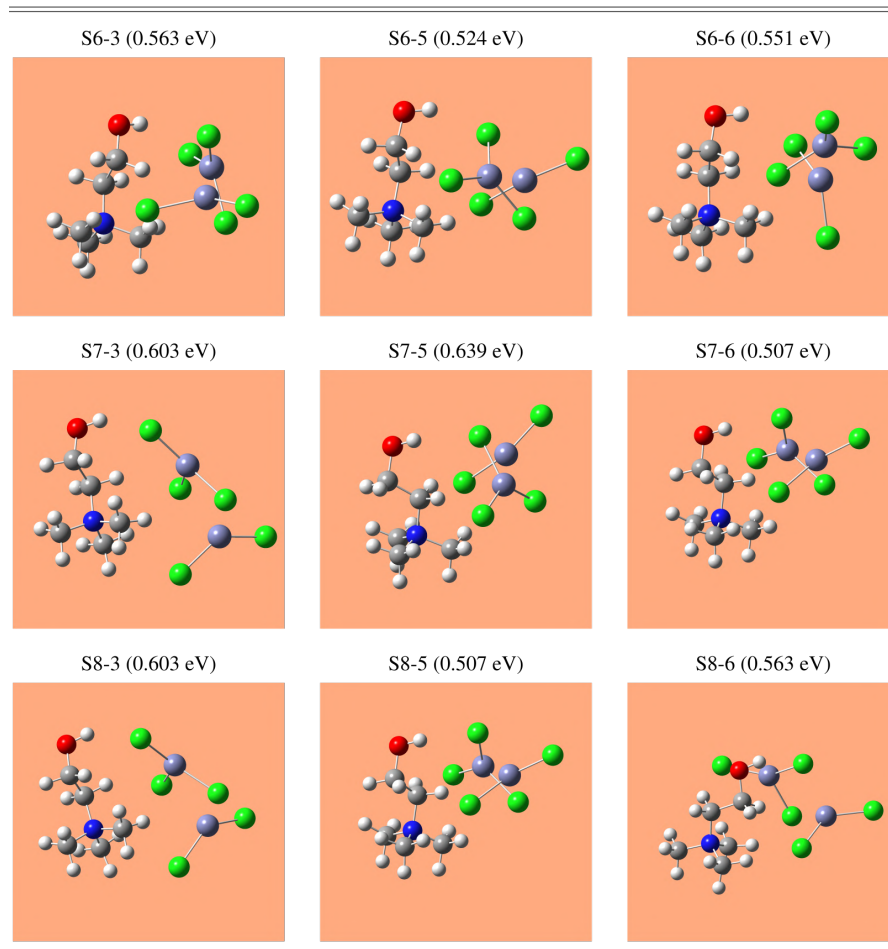 S6-3 (0.563 eV) S6-5 (0.524 eV) S6-6 (0.551 eV)
S7-3 (0.603 eV) S7-5 (0.639 eV) S7-6 (0.507 eV)
S8-3 (0.603 eV) S8-5 (0.507 eV) S8-6 (0.563 eV)